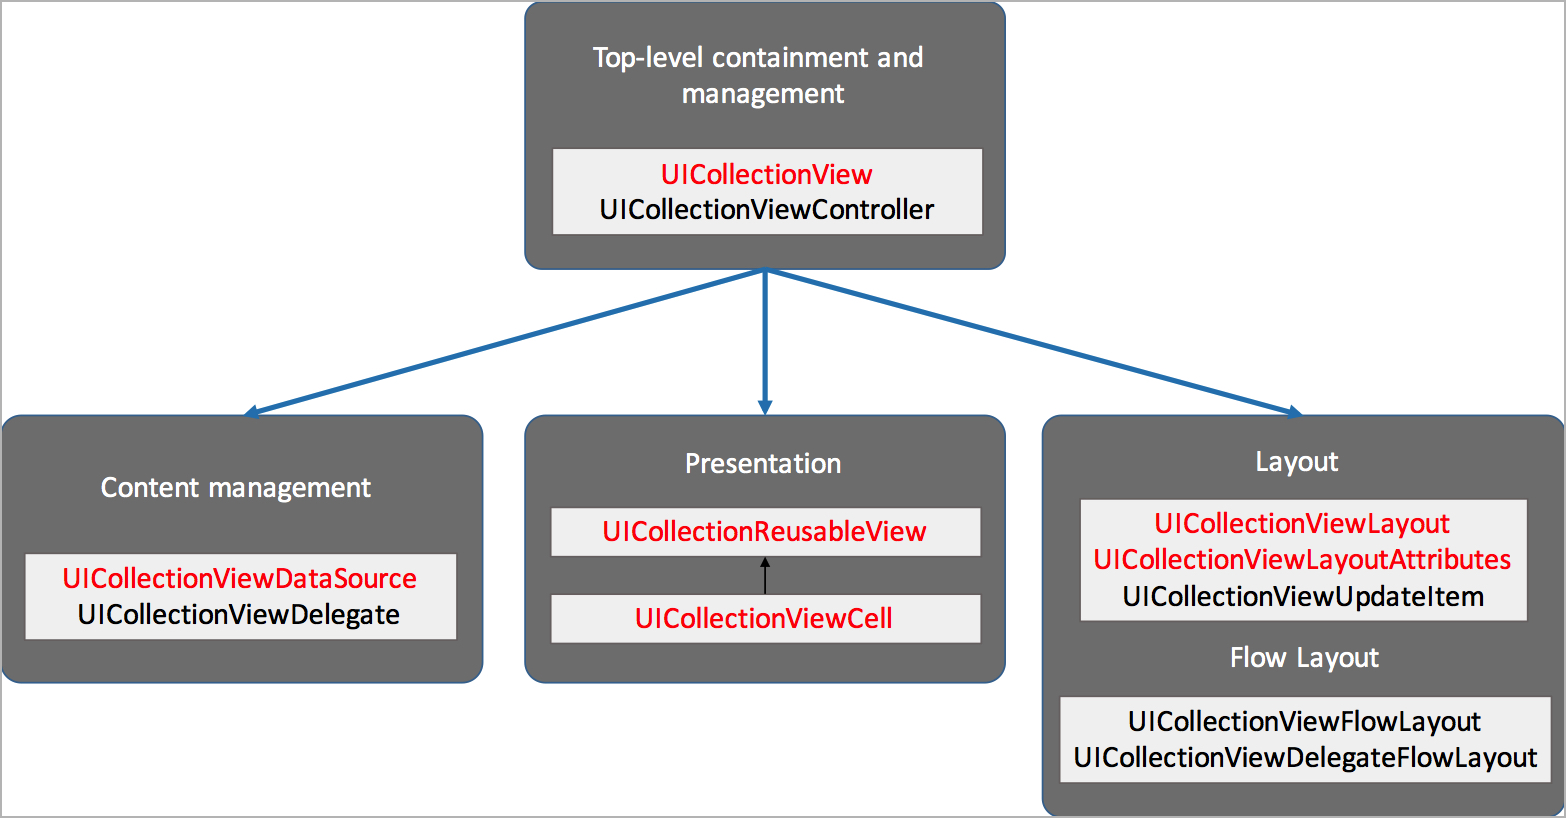 Top-level containment and
management
UICollectionView
UICollectionViewController
Content management
UICollectionViewDataSource
UICollectionViewDelegate
Presentation
UICollectionReusableView
UICollectionViewCell
Layout
UICollectionViewLayout
UICollectionViewLayoutAttributes
UICollectionViewUpdateItem
Flow Layout
UICollectionViewFlowLayout
UICollectionViewDelegateFlowLayout